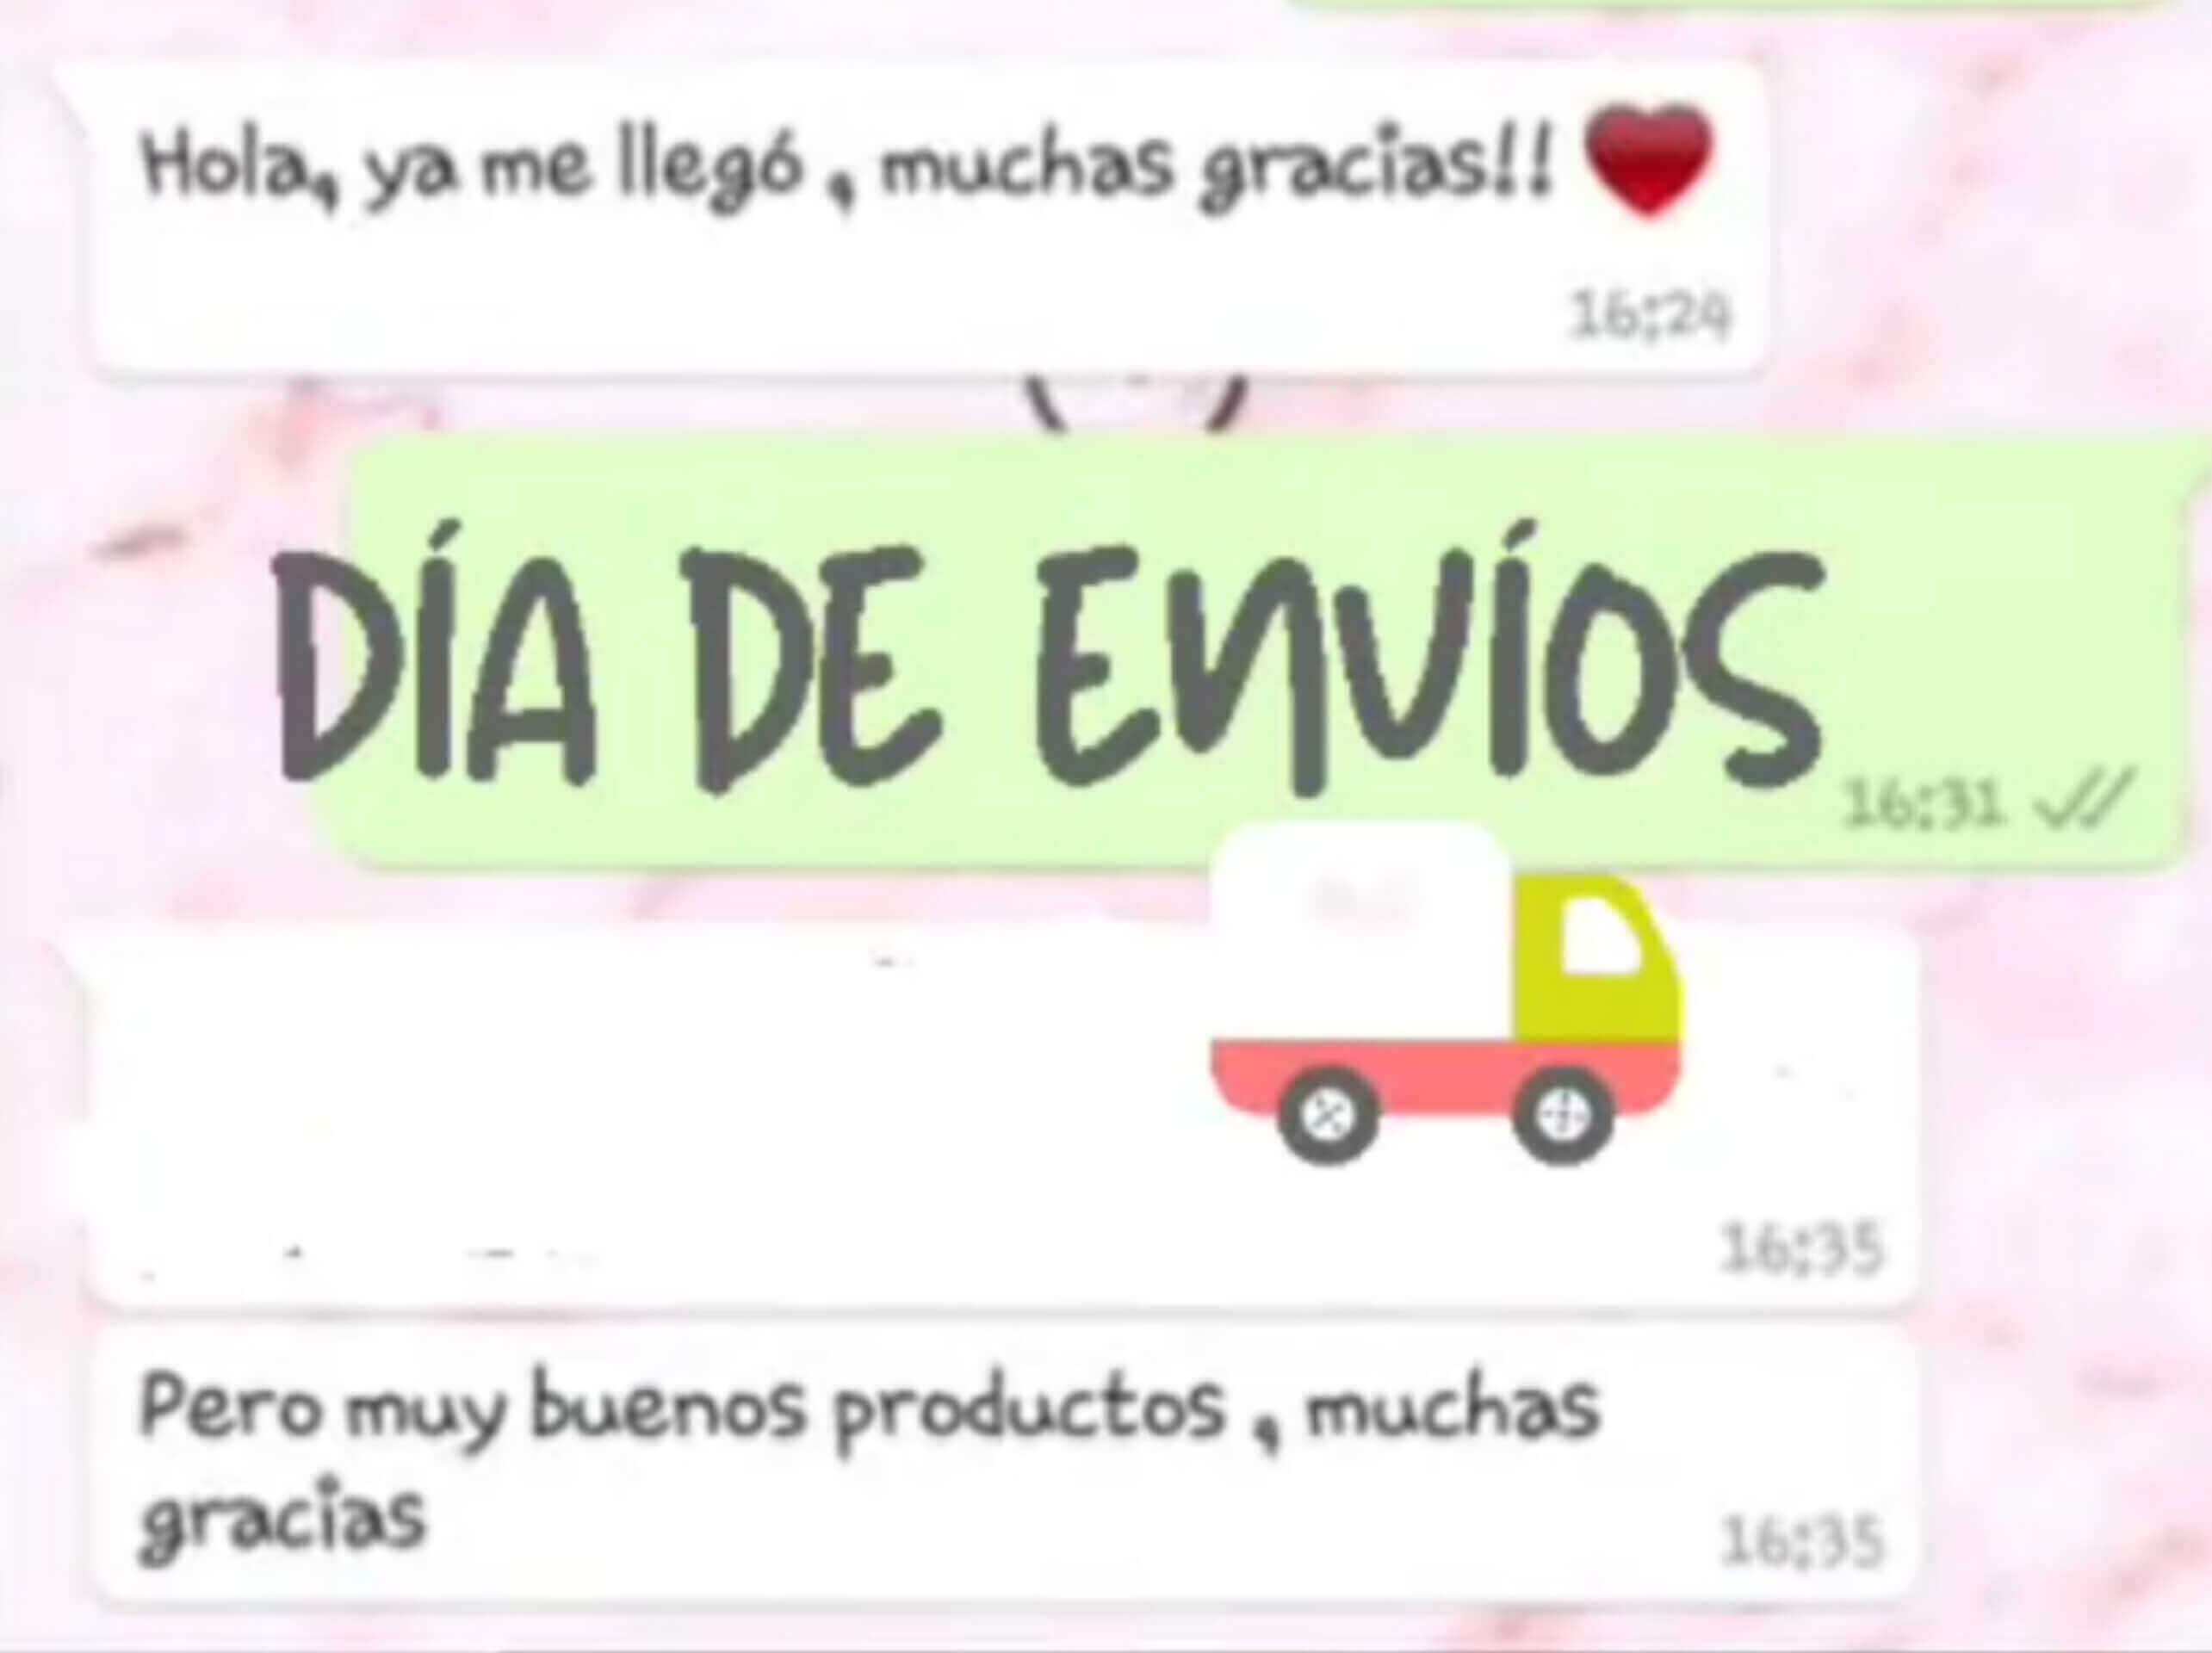 Hola, ya me llegó , muchas gracias!! ❤
16:24
DÍA DE ENVÍOS
16:31
16:35
Pero muy buenos productos , muchas
gracias
16:35